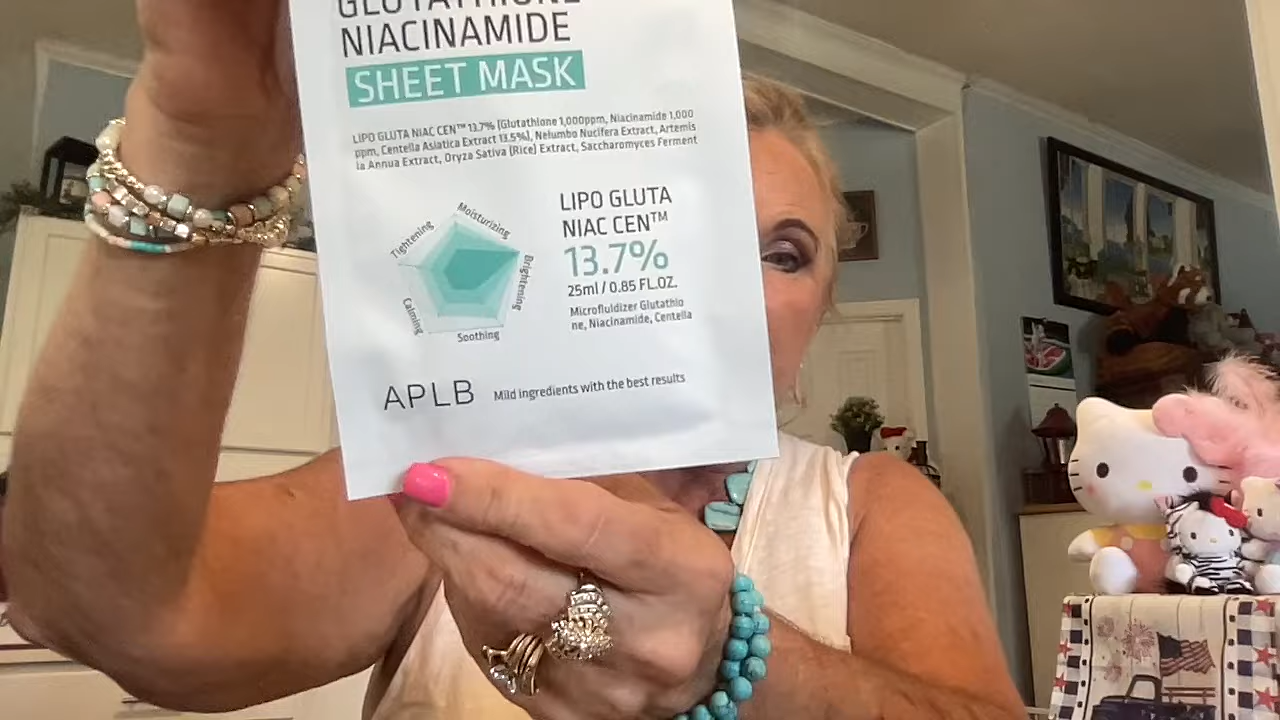 GLUTATHIONE
NIACINAMIDE
SHEET MASK
LIPO GLUTA NIAC CEN™ 13.7% (Glutathione 1,000ppm, Niacinamide 1,000
ppm, Centella Asiatica Extract 13.5%), Nelumbo Nucifera Extract, Artemis
ia Annua Extract, Oryza Sativa (Rice) Extract, Saccharomyces Ferment
Moisturizing
Tightening
Brightening
Calming
Soothing
LIPO GLUTA
NIAC CEN™
13.7%
25ml / 0.85 FL.OZ.
Microfluidizer Glutathio
ne, Niacinamide, Centella
APLB
Mild ingredients with the best results